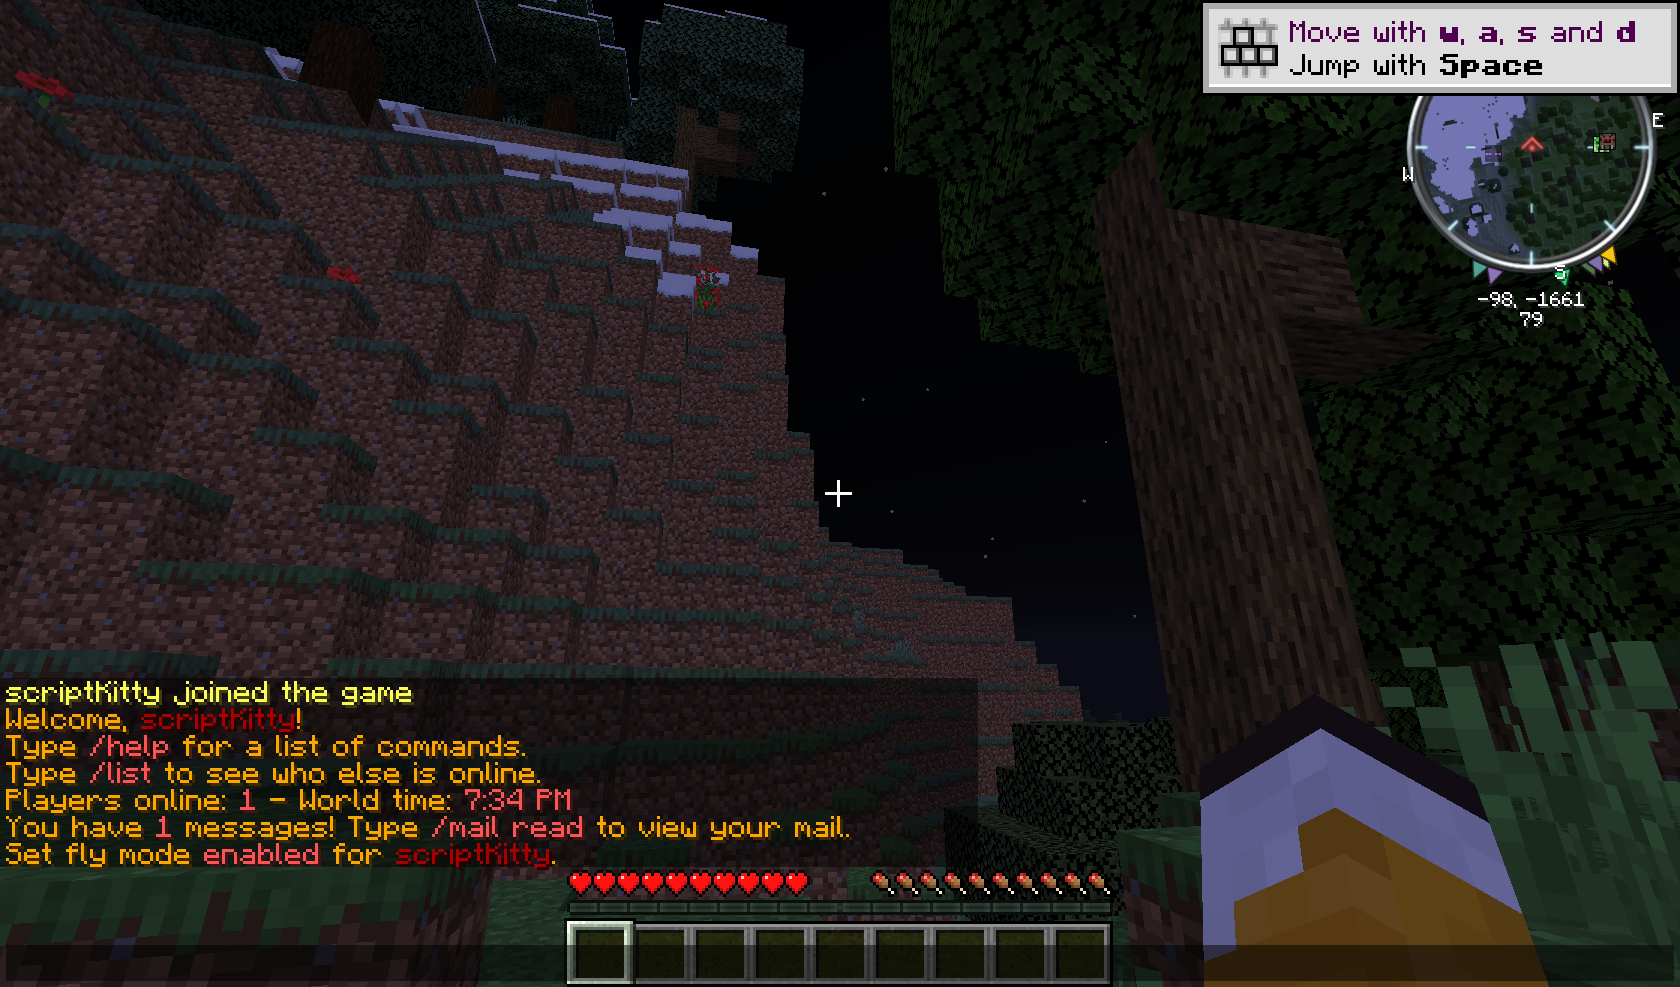 Move with w, a, s and d
Jump with Space
E
W
S
-98, -1661
79
scriptKitty joined the game
Welcome, scriptKitty!
Type /help for a list of commands.
Type /list to see who else is online.
Players online: 1 - World time: 7:34 PM
You have 1 messages! Type /mail read to view your mail.
Set fly mode enabled for scriptKitty.